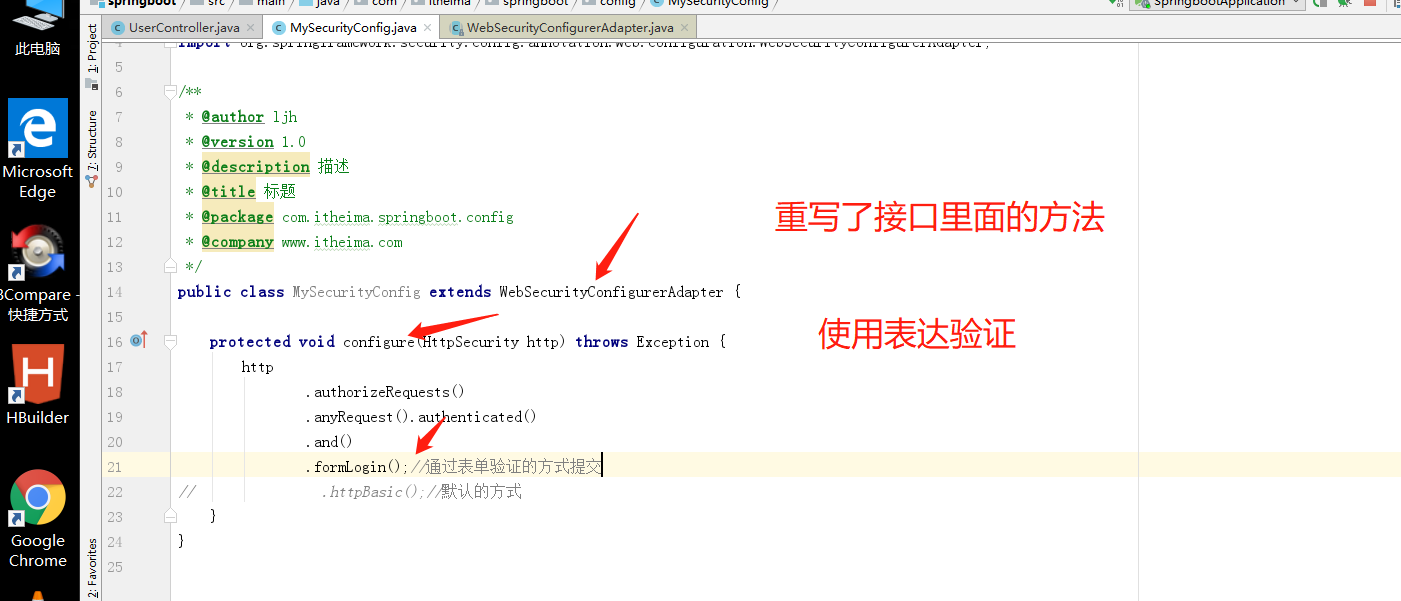 springboot src main java com itheima springboot config MySecurityConfig SpringbootApplication
此电脑
UserController.java MySecurityConfig.java WebSecurityConfigurerAdapter.java
1: Project
import org.springframework.security.config.annotation.web.configuration.WebSecurityConfigurerAdapter;
5
6 /**
7 * @author ljh
7: Structure
8 * @version 1.0
9 * @description 描述
Microsoft
Edge
10 * @title 标题
11 * @package com.itheima.springboot.config
重写了接口里面的方法
12 * @company www.itheima.com
13 */
14 public class MySecurityConfig extends WebSecurityConfigurerAdapter {
BCompare -
快捷方式
15
16 protected void configure(HttpSecurity http) throws Exception {
使用表达验证
17 http
18 .authorizeRequests()
19 .anyRequest().authenticated()
HBuilder
20 .and()
21 .formLogin();//通过表单验证的方式提交
22 // .httpBasic();//默认的方式
23 }
24 }
Google
Chrome
25
2: Favorites